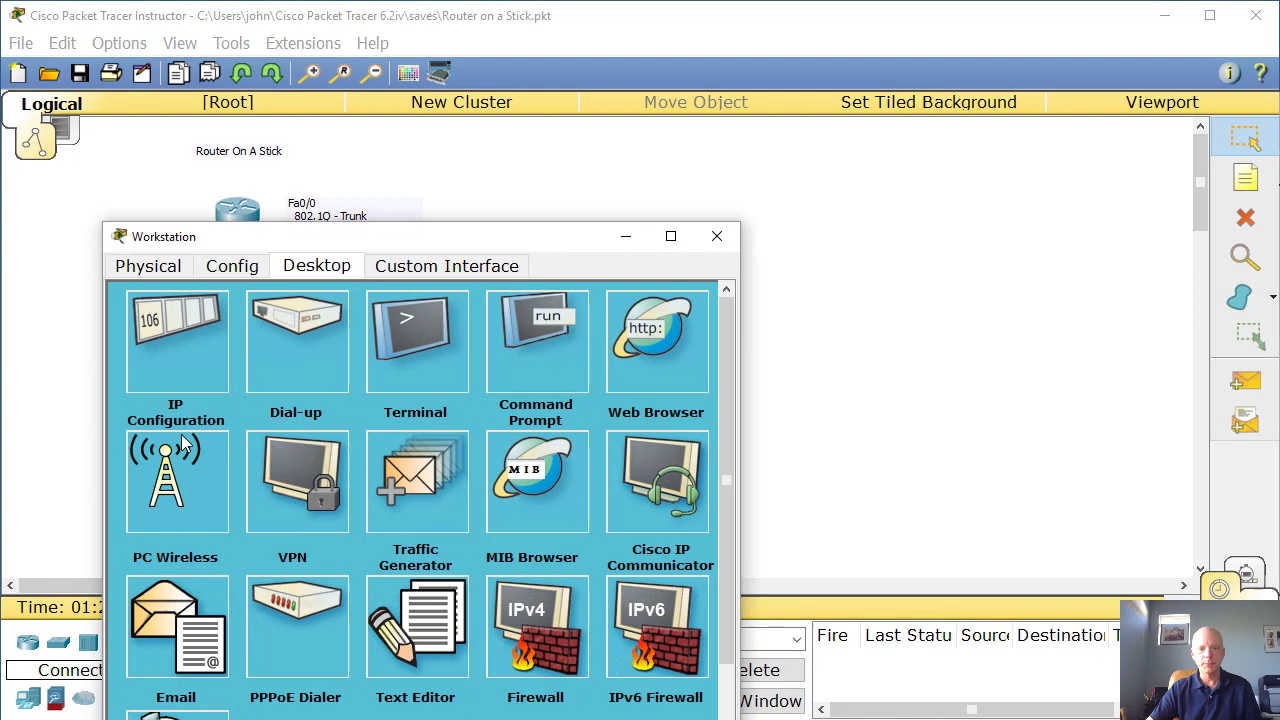 Cisco Packet Tracer Instructor - C:\Users\john\Cisco Packet Tracer 6.2iv\saves\Router on a Stick.pkt
File Edit Options View Tools Extensions Help
Logical [Root] New Cluster Move Object Set Tiled Background Viewport
Router On A Stick
Fa0/0
802.1Q - Trunk
Workstation
Physical Config Desktop Custom Interface
106
>
run
http:
IP Configuration
Dial-up
Terminal
Command Prompt
Web Browser
MIB
PC Wireless
VPN
Traffic Generator
MIB Browser
Cisco IP Communicator
@
IPv4
IPv6
Email
PPPoE Dialer
Text Editor
Firewall
IPv6 Firewall
Time: 01:2
Connect
elete
Window
Fire Last Statu Source Destinatio T